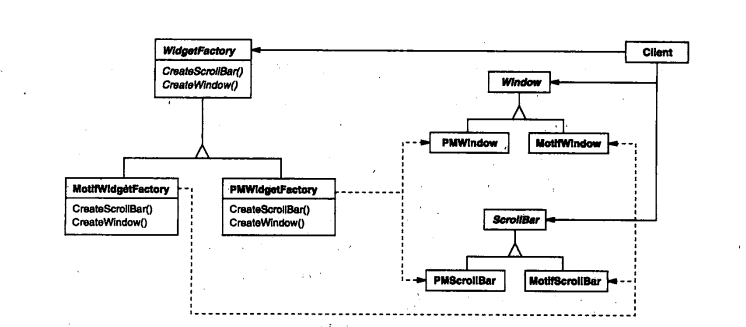 WidgetFactory
CreateScrollBar()
CreateWindow()
Client
Window
PMWindow
MotifWindow
MotifWidgetFactory
CreateScrollBar()
CreateWindow()
PMWidgetFactory
CreateScrollBar()
CreateWindow()
ScrollBar
PMScrollBar
MotifScrollBar